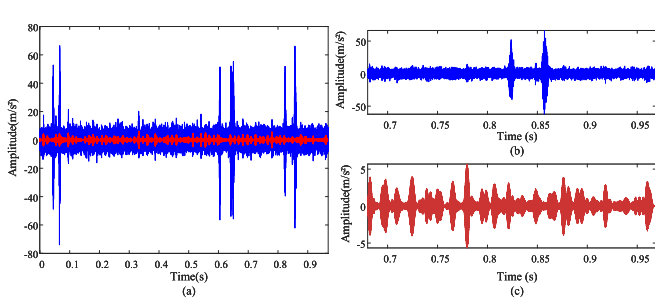 80
60
40
20
0
-20
-40
-60
-80
Amplitude(m/s²)
0 0.1 0.2 0.3 0.4 0.5 0.6 0.7 0.8 0.9
Time(s)
(a)
50
0
-50
Amplitude(m/s²)
0.7 0.75 0.8 0.85 0.9 0.95
Time (s)
(b)
5
0
-5
Amplitude(m/s²)
0.7 0.75 0.8 0.85 0.9 0.95
Time (s)
(c)